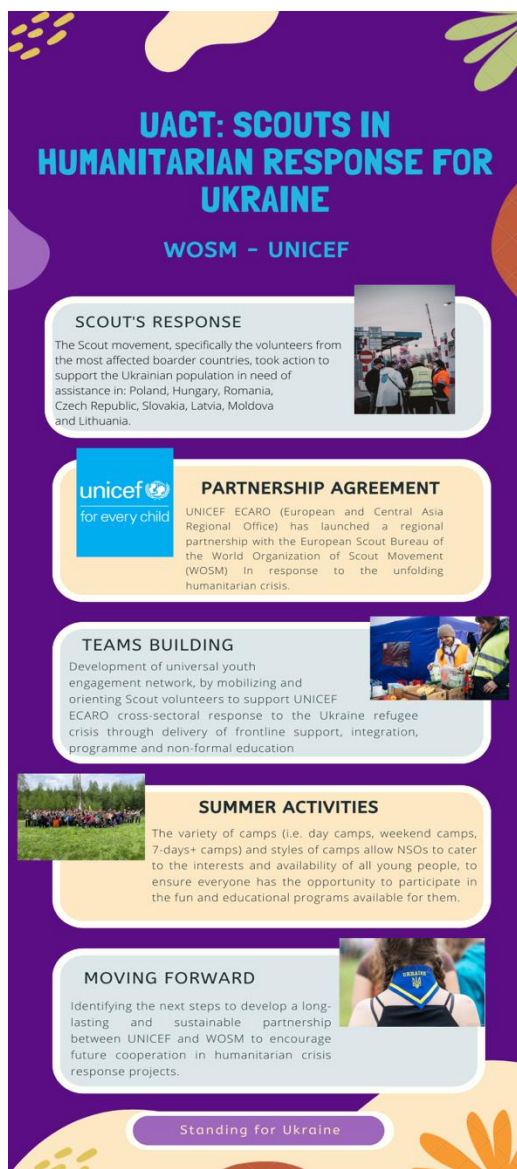 UACT: SCOUTS IN
HUMANITARIAN RESPONSE FOR
UKRAINE
WOSM - UNICEF
SCOUT'S RESPONSE
The Scout movement, specifically the volunteers from
the most affected boarder countries, took action to
support the Ukrainian population in need of
assistance in: Poland, Hungary, Romania,
Czech Republic, Slovakia, Latvia, Moldova
and Lithuania.
unicef
for every child
PARTNERSHIP AGREEMENT
UNICEF ECARO (European and Central Asia
Regional Office) has launched a regional
partnership with the European Scout Bureau of
the World Organization of Scout Movement
(WOSM) In response to the unfolding
humanitarian crisis.
TEAMS BUILDING
Development of universal youth
engagement network, by mobilizing and
orienting Scout volunteers to support UNICEF
ECARO cross-sectoral response to the Ukraine refugee
crisis through delivery of frontline support, integration,
programme and non-formal education
SUMMER ACTIVITIES
The variety of camps (i.e. day camps, weekend camps,
7-days+ camps) and styles of camps allow NSOs to cater
to the interests and availability of all young people, to
ensure everyone has the opportunity to participate in
the fun and educational programs available for them.
MOVING FORWARD
UKRAINE
Identifying the next steps to develop a long-
lasting and sustainable partnership
between UNICEF and WOSM to encourage
future cooperation in humanitarian crisis
response projects.
Standing for Ukraine